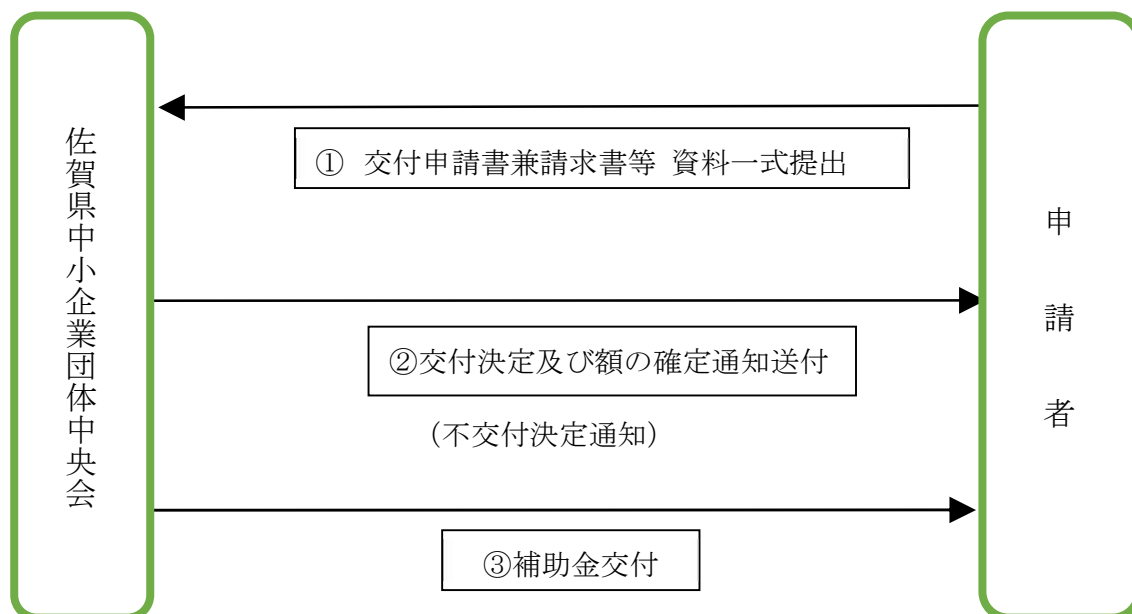 佐賀県中小企業団体中央会
① 交付申請書兼請求書等 資料一式提出
②交付決定及び額の確定通知送付
（不交付決定通知）
③補助金交付
申請者